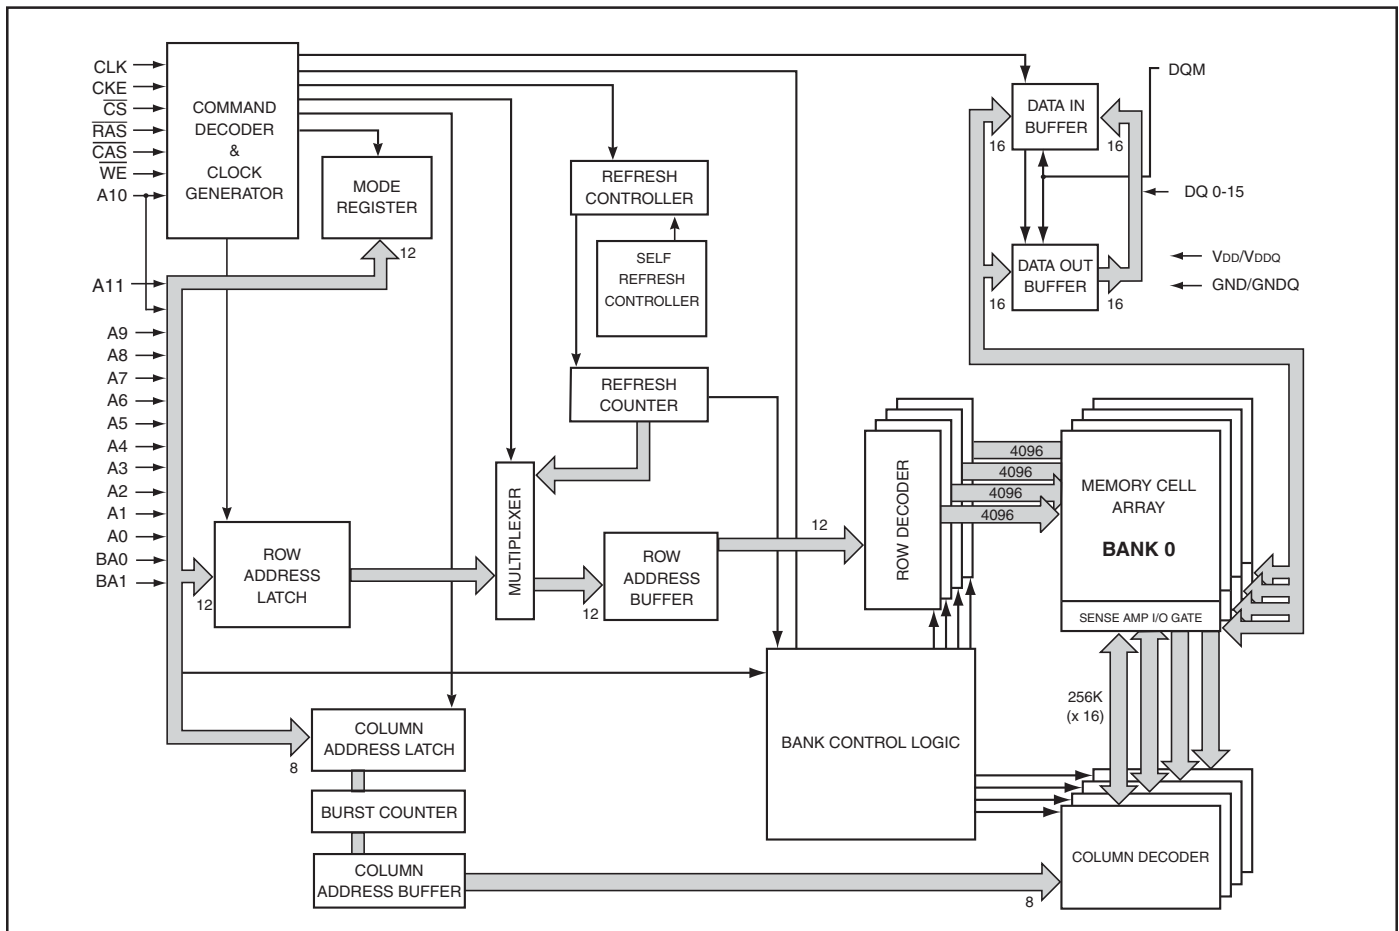 CLK
CKE
CS
RAS
CAS
WE
A10
A11
A9
A8
A7
A6
A5
A4
A3
A2
A1
A0
BA0
BA1
COMMAND
DECODER
&
CLOCK
GENERATOR
MODE
REGISTER
12
REFRESH
CONTROLLER
SELF
REFRESH
CONTROLLER
REFRESH
COUNTER
DATA IN
BUFFER
16
16
DQM
DQ 0-15
DATA OUT
BUFFER
16
16
VDD/VDDQ
GND/GNDQ
ROW
ADDRESS
LATCH
12
MULTIPLEXER
12
ROW
ADDRESS
BUFFER
12
ROW DECODER
4096
4096
4096
4096
MEMORY CELL
ARRAY
BANK 0
SENSE AMP I/O GATE
256K
(x 16)
BANK CONTROL LOGIC
COLUMN
ADDRESS LATCH
8
BURST COUNTER
COLUMN
ADDRESS BUFFER
8
COLUMN DECODER